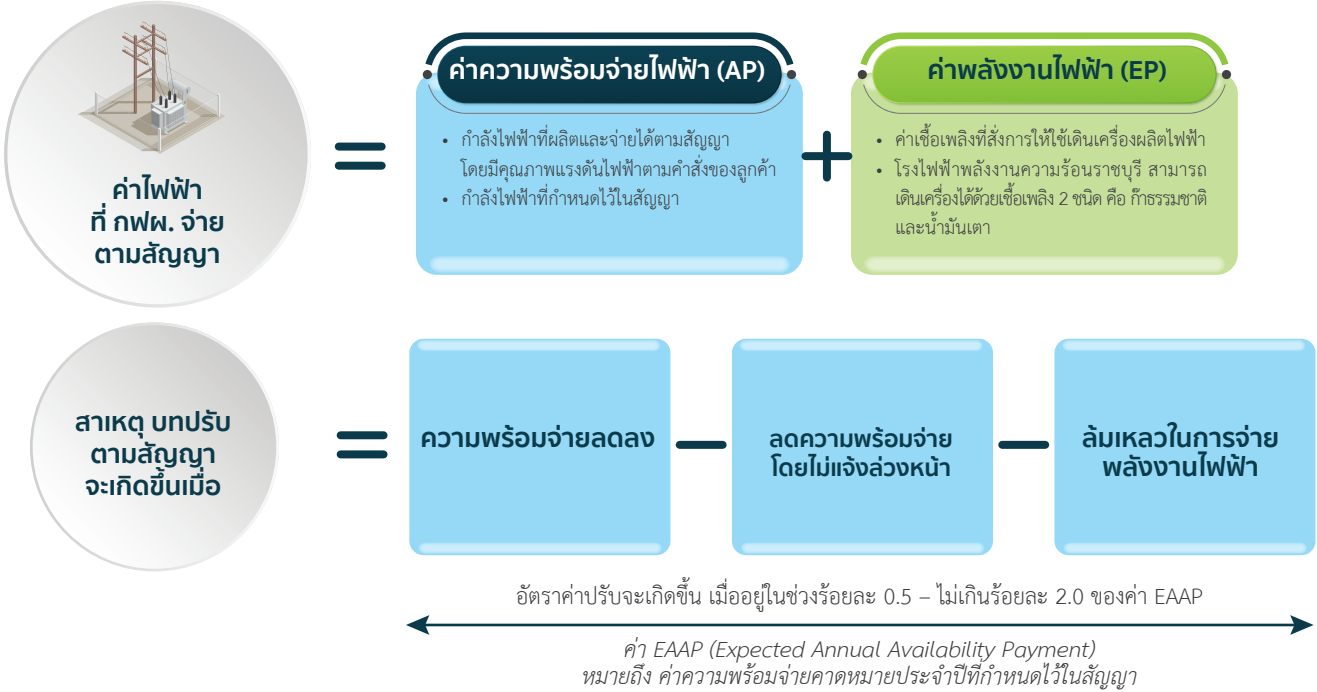 ค่าไฟฟ้า
ที่ กฟผ. จ่าย
ตามสัญญา
=
ค่าความพร้อมจ่ายไฟฟ้า (AP)
• กำลังไฟฟ้าที่ผลิตและจ่ายได้ตามสัญญา
โดยมีคุณภาพแรงดันไฟฟ้าตามคำสั่งของลูกค้า
• กำลังไฟฟ้าที่กำหนดไว้ในสัญญา
+
ค่าพลังงานไฟฟ้า (EP)
• ค่าเชื้อเพลิงที่สั่งการให้ใช้เดินเครื่องผลิตไฟฟ้า
• โรงไฟฟ้าพลังงานความร้อนราชบุรี สามารถ
เดินเครื่องได้ด้วยเชื้อเพลิง 2 ชนิด คือ ก๊าธรรมชาติ
และน้ำมันเตา
สาเหตุ บทปรับ
ตามสัญญา
จะเกิดขึ้นเมื่อ
=
ความพร้อมจ่ายลดลง
–
ลดความพร้อมจ่าย
โดยไม่แจ้งล่วงหน้า
–
ล้มเหลวในการจ่าย
พลังงานไฟฟ้า
อัตราค่าปรับจะเกิดขึ้น เมื่ออยู่ในช่วงร้อยละ 0.5 – ไม่เกินร้อยละ 2.0 ของค่า EAAP
ค่า EAAP (Expected Annual Availability Payment)
หมายถึง ค่าความพร้อมจ่ายคาดหมายประจำปีที่กำหนดไว้ในสัญญา